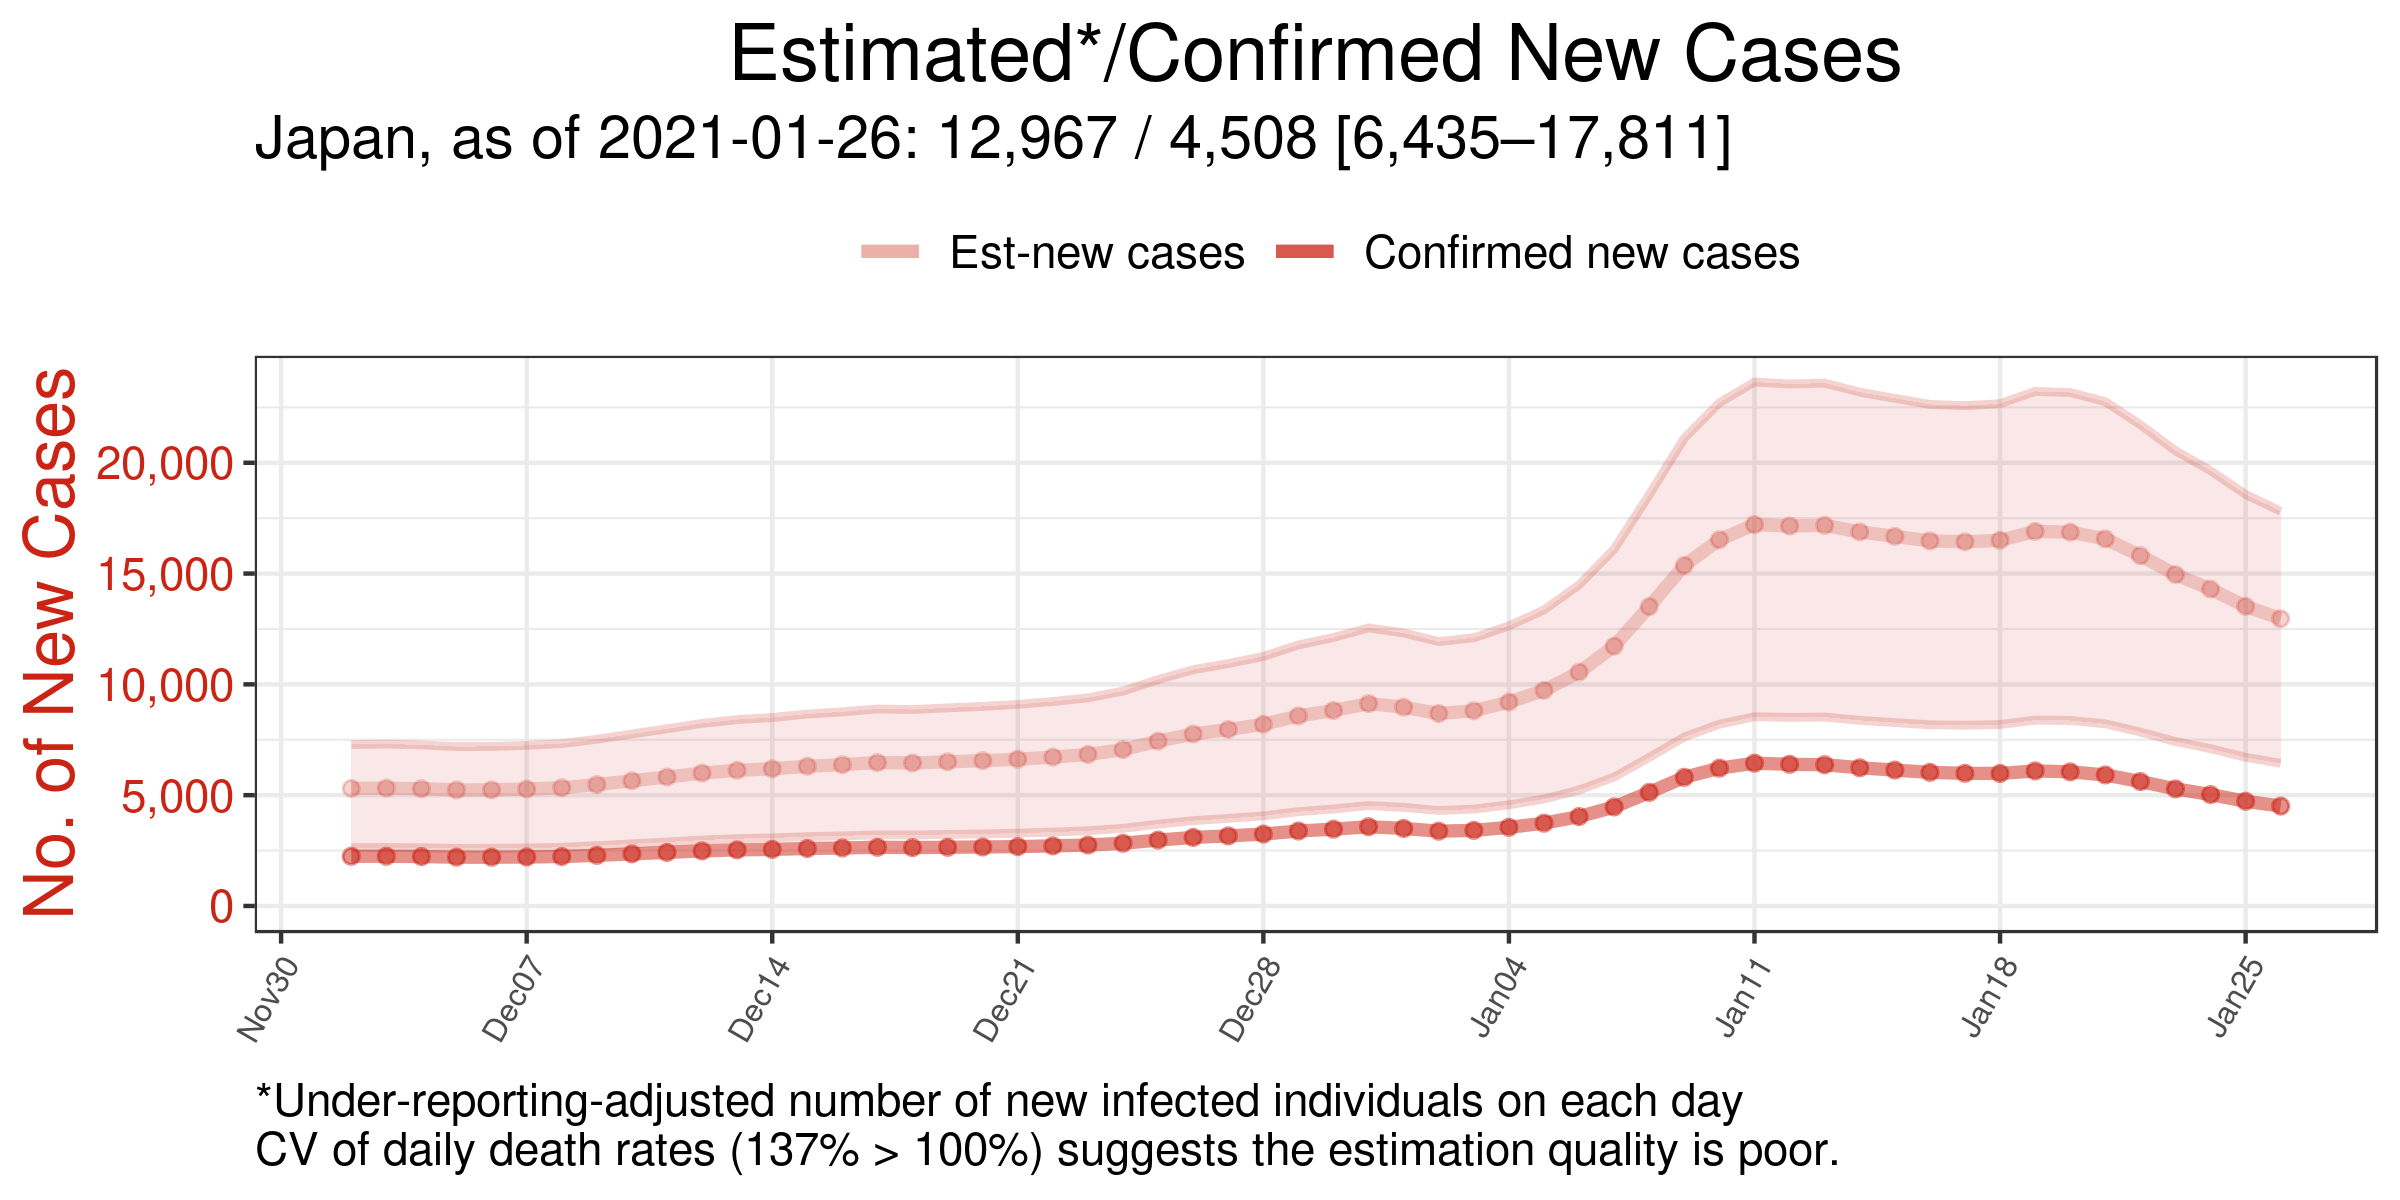 Estimated*/Confirmed New Cases
Japan, as of 2021-01-26: 12,967 / 4,508 [6,435–17,811]
Est-new cases
Confirmed new cases
No. of New Cases
20,000
15,000
10,000
5,000
0
Nov30
Dec07
Dec14
Dec21
Dec28
Jan04
Jan11
Jan18
Jan25
*Under-reporting-adjusted number of new infected individuals on each day
CV of daily death rates (137% > 100%) suggests the estimation quality is poor.